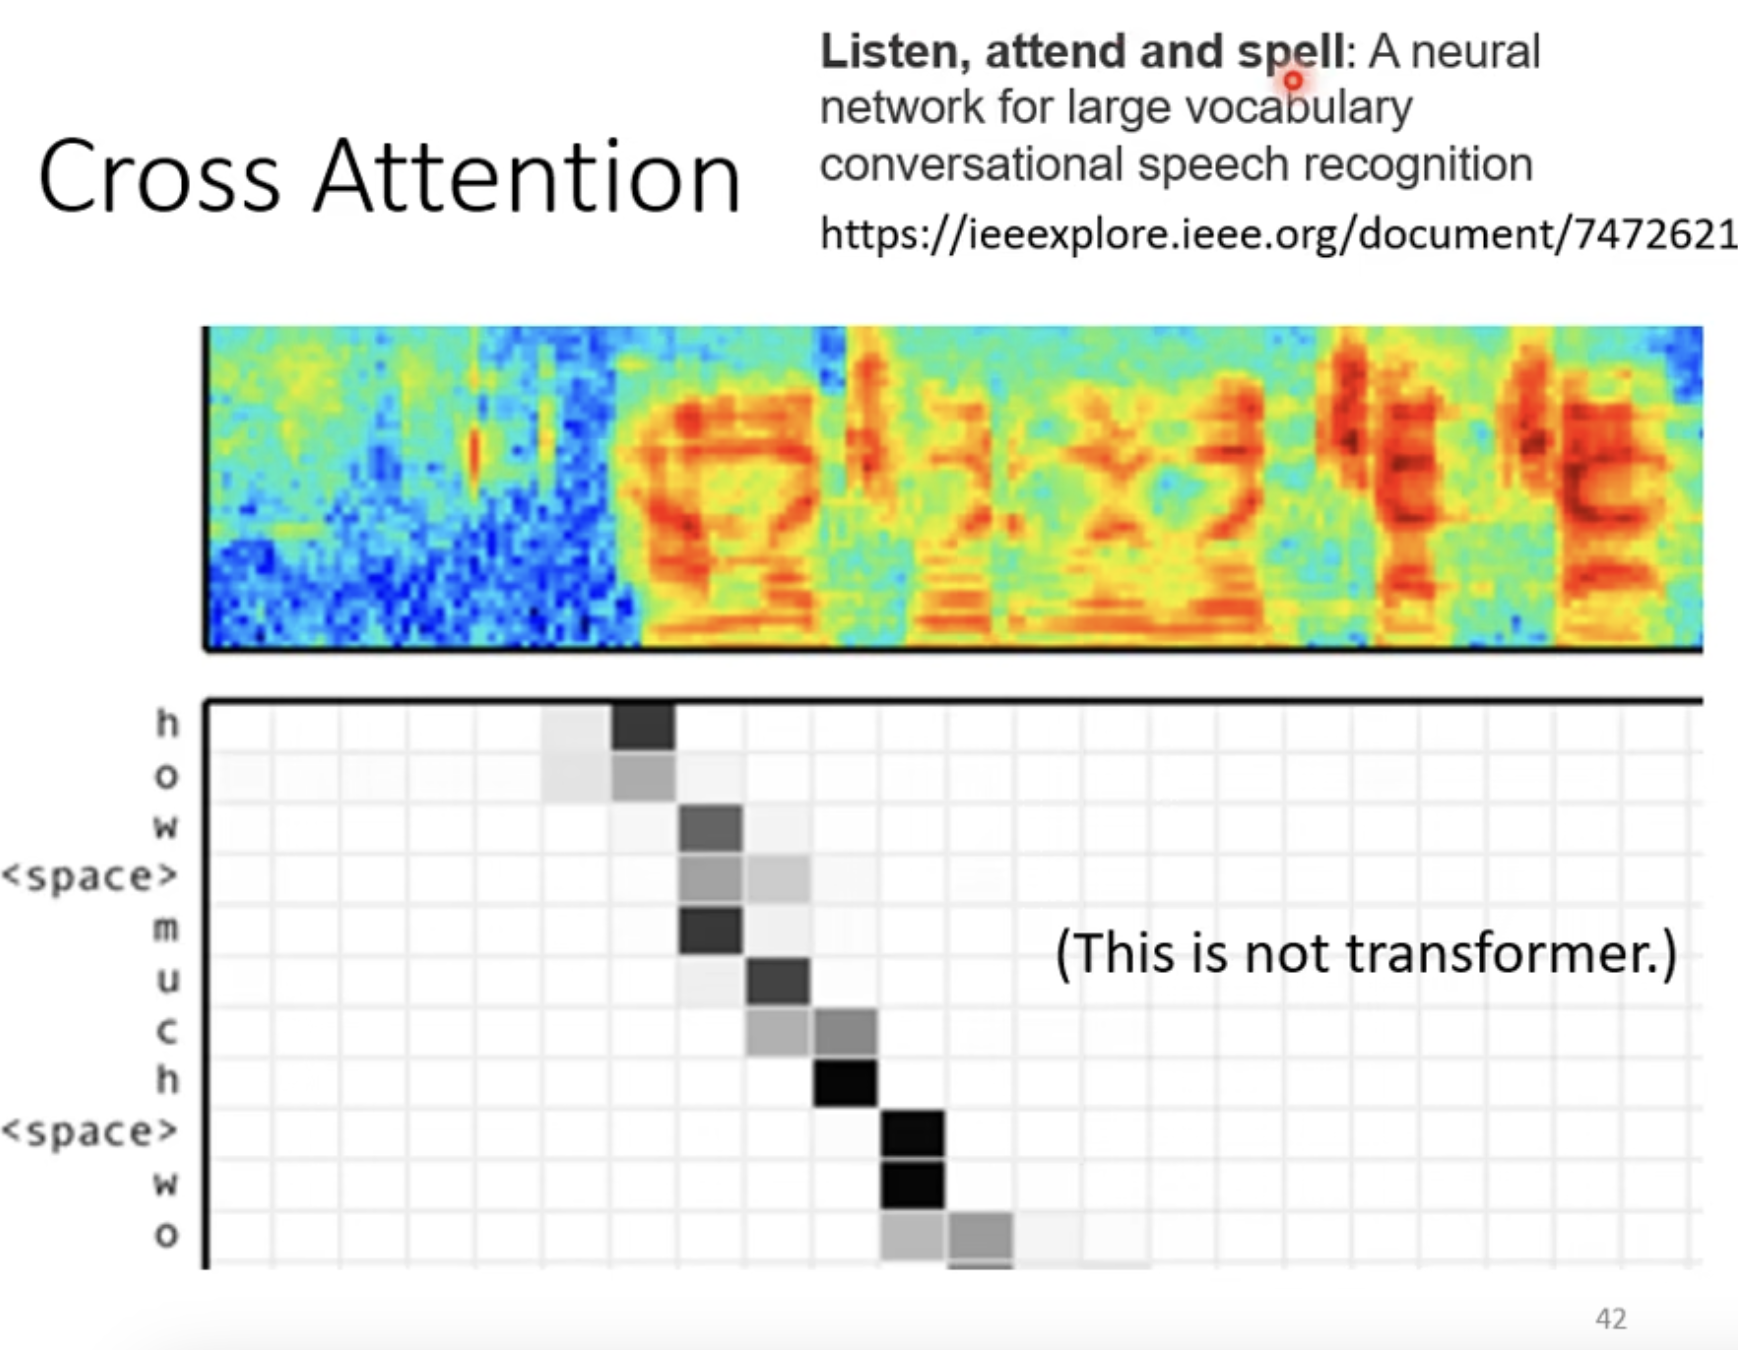 Listen, attend and spell: A neural
network for large vocabulary
conversational speech recognition
https://ieeexplore.ieee.org/document/7472621
Cross Attention
h
o
w
<space>
m
u
c
h
<space>
w
o
(This is not transformer.)
42